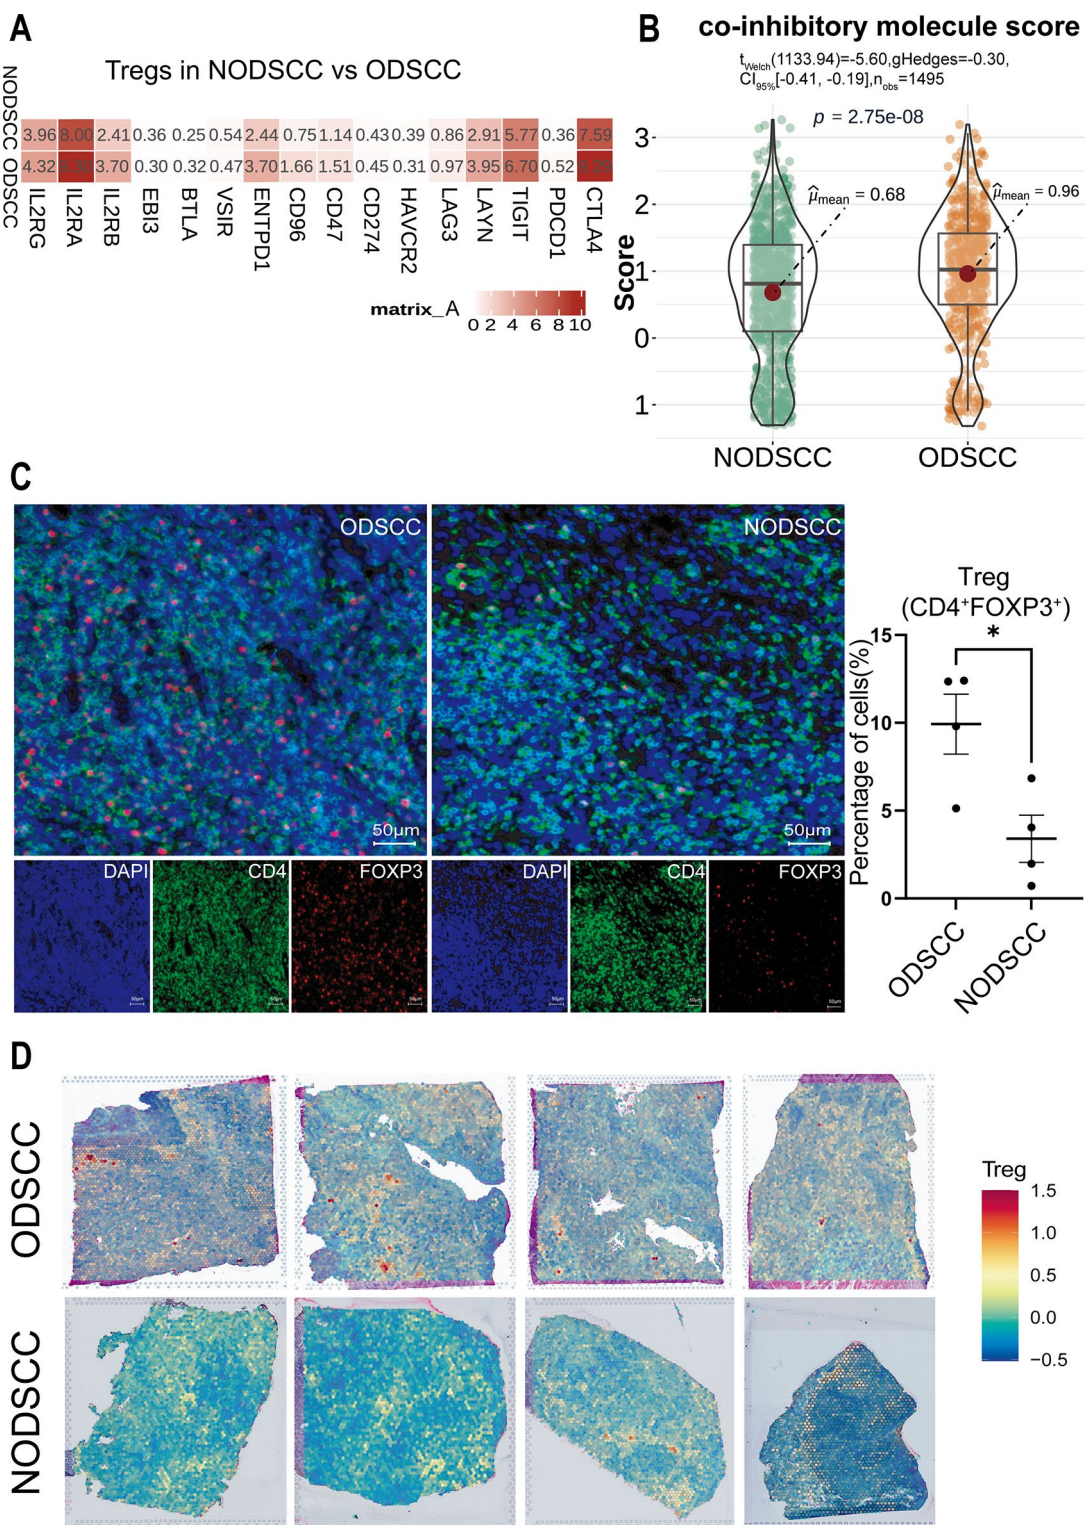 A
Tregs in NODSCC vs ODSCC
NODSCC
3.96 8.00 2.41 0.36 0.25 0.54 2.44 0.75 1.14 0.43 0.39 0.86 2.91 5.77 0.36 7.59
ODSCC
4.32 3.70 0.30 0.32 0.47 3.70 1.66 1.51 0.45 0.31 0.97 3.95 6.70 0.52
IL2RG IL2RA IL2RB EBI3 BTLA VSIR ENTPD1 CD96 CD47 CD274 HAVCR2 LAG3 LAYN TIGIT PDCD1 CTLA4
matrix_A
0 2 4 6 8 10
B
co-inhibitory molecule score
tWelch(1133.94)=-5.60,gHedges=-0.30,
CI95%[-0.41, -0.19],nobs=1495
p = 2.75e-08
μ̂mean = 0.68
μ̂mean = 0.96
Score
3
2
1
0
1
NODSCC ODSCC
C
ODSCC
50μm
NODSCC
50μm
DAPI
50μm
CD4
50μm
FOXP3
50μm
DAPI
50μm
CD4
50μm
FOXP3
50μm
Treg
(CD4⁺FOXP3⁺)
*
Percentage of cells(%)
15
10
5
0
ODSCC
NODSCC
D
ODSCC
NODSCC
Treg
1.5
1.0
0.5
0.0
−0.5